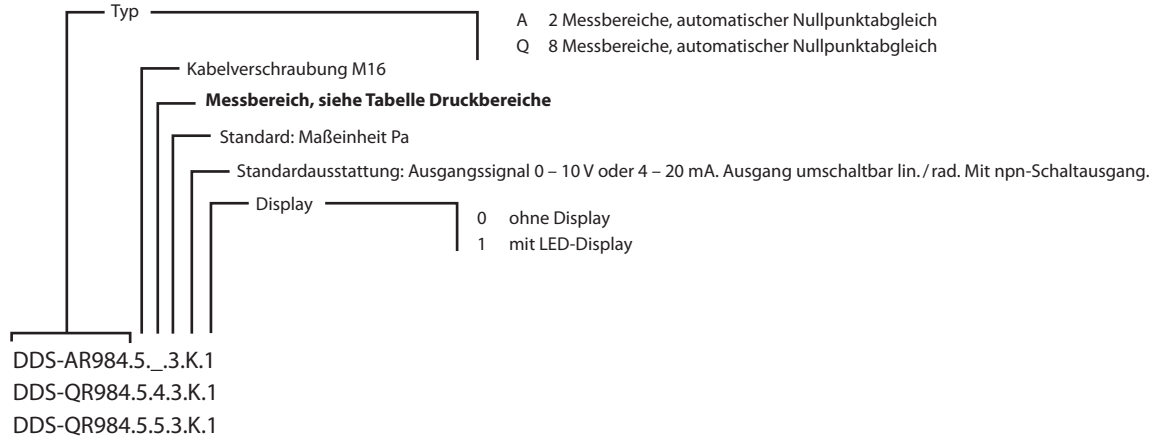 Typ
A 2 Messbereiche, automatischer Nullpunktabgleich
Q 8 Messbereiche, automatischer Nullpunktabgleich
Kabelverschraubung M16
Messbereich, siehe Tabelle Druckbereiche
Standard: Maßeinheit Pa
Standardausstattung: Ausgangssignal 0 – 10 V oder 4 – 20 mA. Ausgang umschaltbar lin. / rad. Mit npn-Schaltausgang.
Display
0 ohne Display
1 mit LED-Display
DDS-AR984.5._.3.K.1
DDS-QR984.5.4.3.K.1
DDS-QR984.5.5.3.K.1